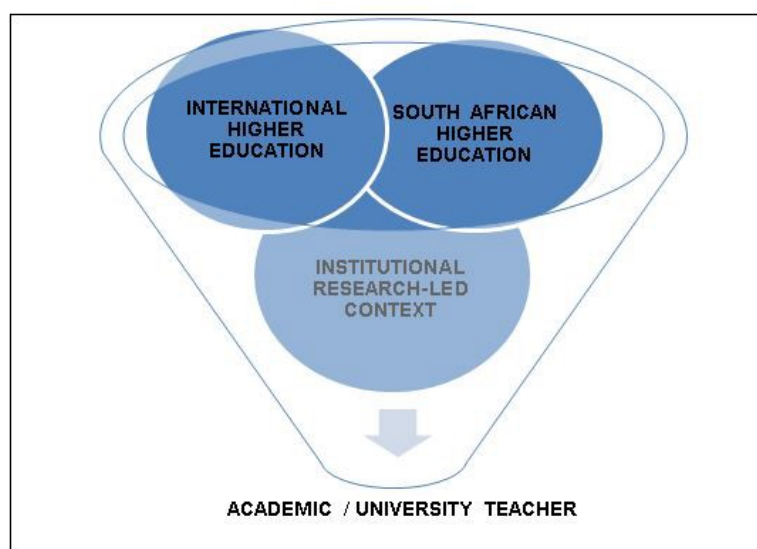 INTERNATIONAL
HIGHER
EDUCATION
SOUTH AFRICAN
HIGHER
EDUCATION
INSTITUTIONAL
RESEARCH-LED
CONTEXT
ACADEMIC / UNIVERSITY TEACHER